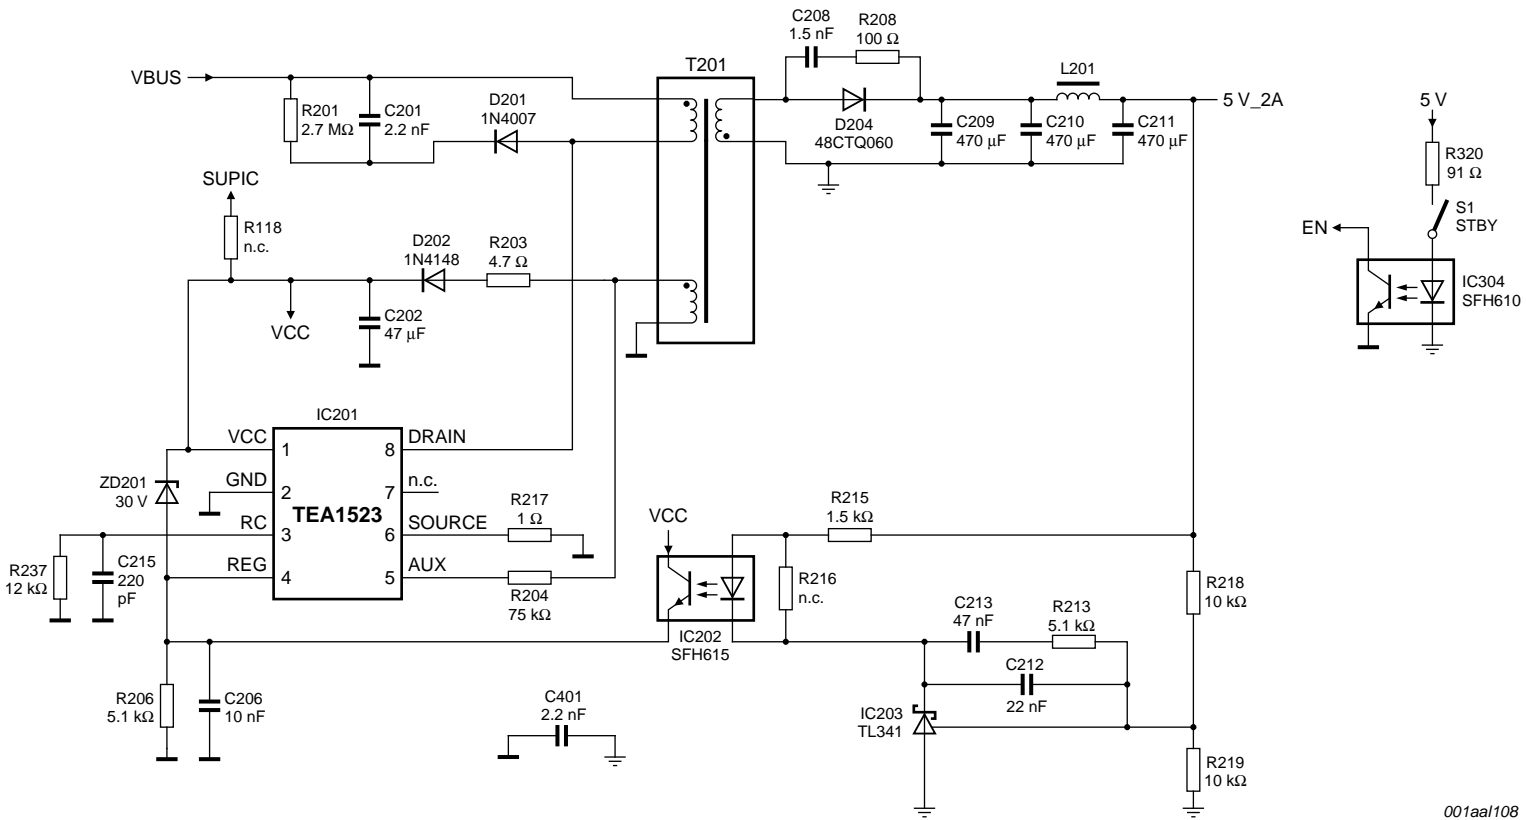 C208
1.5 nF
R208
100 Ω
T201
L201
VBUS
R201
2.7 MΩ
C201
2.2 nF
D201
1N4007
D204
48CTQ060
C209
470 μF
C210
470 μF
C211
470 μF
5 V_2A
5 V
R320
91 Ω
S1
STBY
EN
IC304
SFH610
SUPIC
R118
n.c.
D202
1N4148
R203
4.7 Ω
VCC
C202
47 μF
IC201
VCC
1
8
DRAIN
ZD201
30 V
GND
2
7
n.c.
TEA1523
RC
3
6
SOURCE
R217
1 Ω
REG
4
5
AUX
R204
75 kΩ
R237
12 kΩ
C215
220
pF
VCC
IC202
SFH615
R215
1.5 kΩ
R216
n.c.
R218
10 kΩ
C213
47 nF
R213
5.1 kΩ
C212
22 nF
R206
5.1 kΩ
C206
10 nF
C401
2.2 nF
IC203
TL341
R219
10 kΩ
001aal108